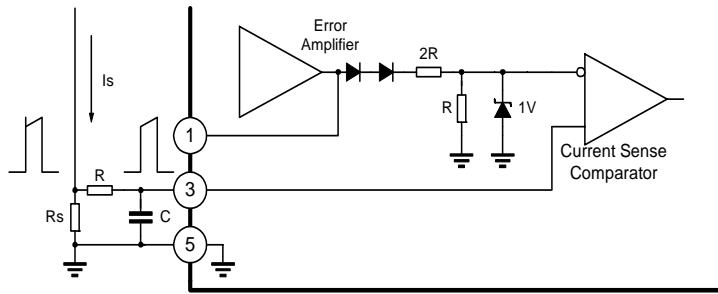 Error
Amplifier
2R
Is
R
1V
1
Current Sense
Comparator
R
3
Rs
C
5